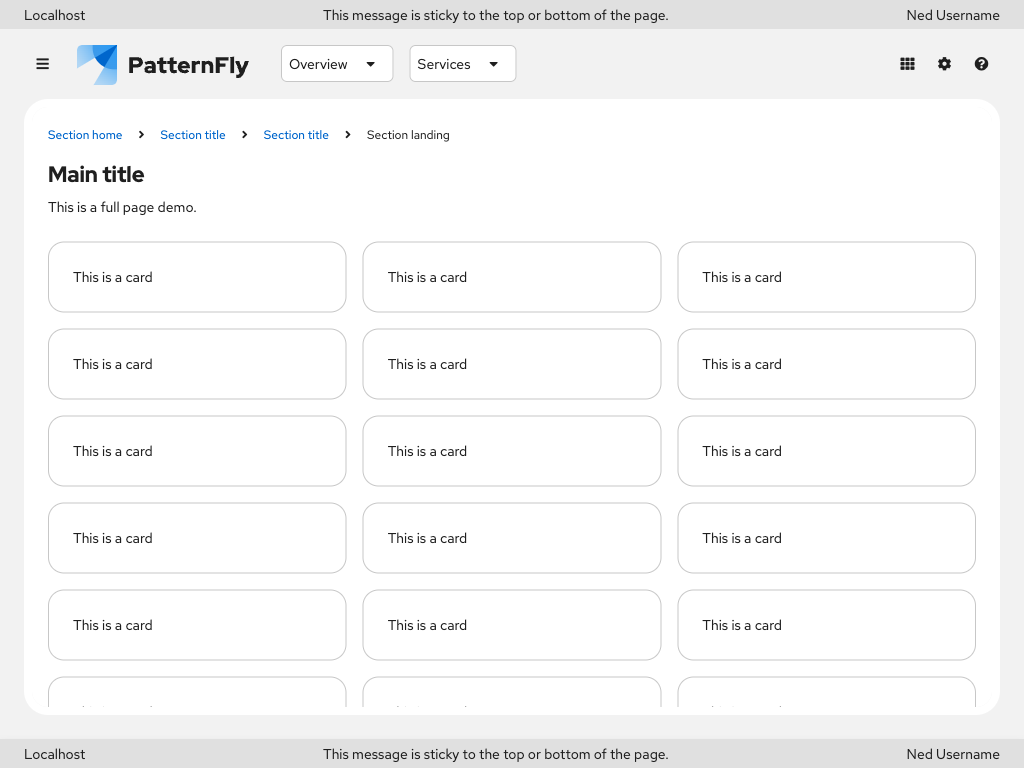 Localhost This message is sticky to the top or bottom of the page. Ned Username
PatternFly Overview Services
Section home Section title Section title Section landing
Main title
This is a full page demo.
This is a card This is a card This is a card
This is a card This is a card This is a card
This is a card This is a card This is a card
This is a card This is a card This is a card
This is a card This is a card This is a card
Localhost This message is sticky to the top or bottom of the page. Ned Username